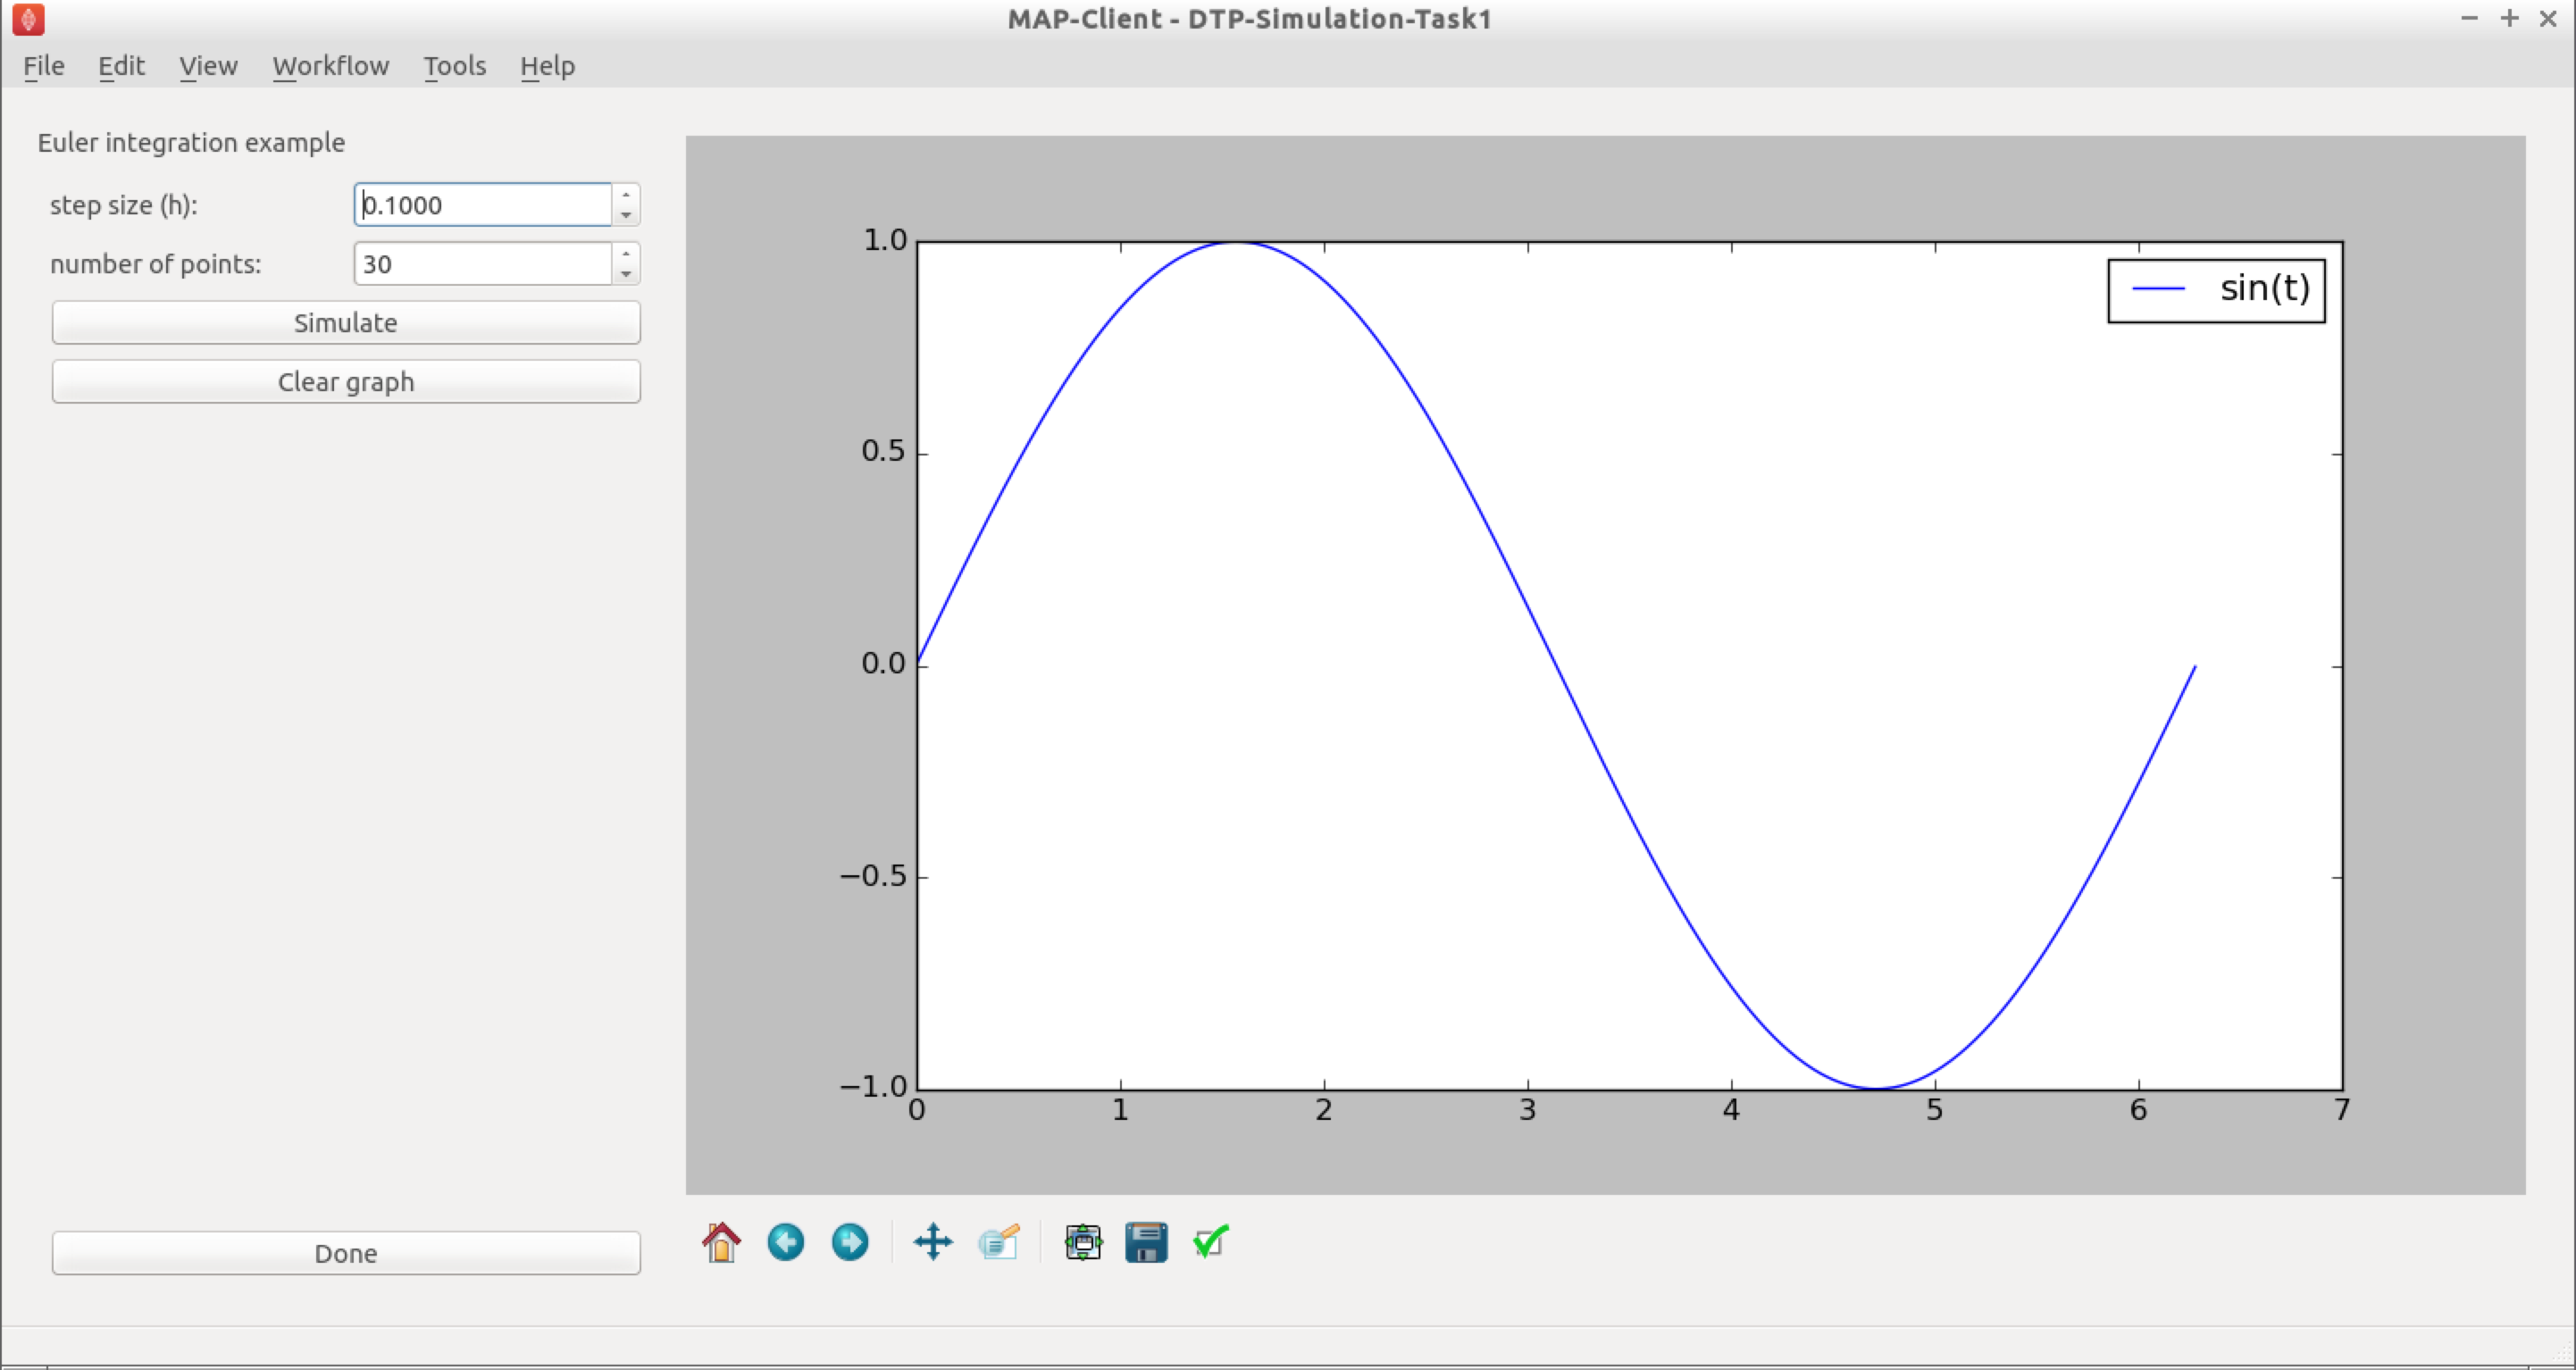 MAP-Client - DTP-Simulation-Task1
File Edit View Workflow Tools Help
Euler integration example
step size (h): 0.1000
number of points: 30
Simulate
Clear graph
Done
sin(t)
1.0
0.5
0.0
−0.5
−1.0
0 1 2 3 4 5 6 7